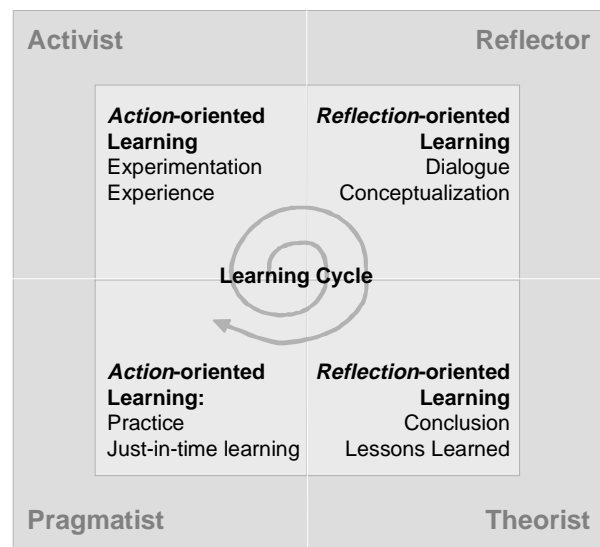 Activist
Reflector
Action-oriented
Learning
Experimentation
Experience
Reflection-oriented
Learning
Dialogue
Conceptualization
Learning Cycle
Action-oriented
Learning:
Practice
Just-in-time learning
Reflection-oriented
Learning
Conclusion
Lessons Learned
Pragmatist
Theorist